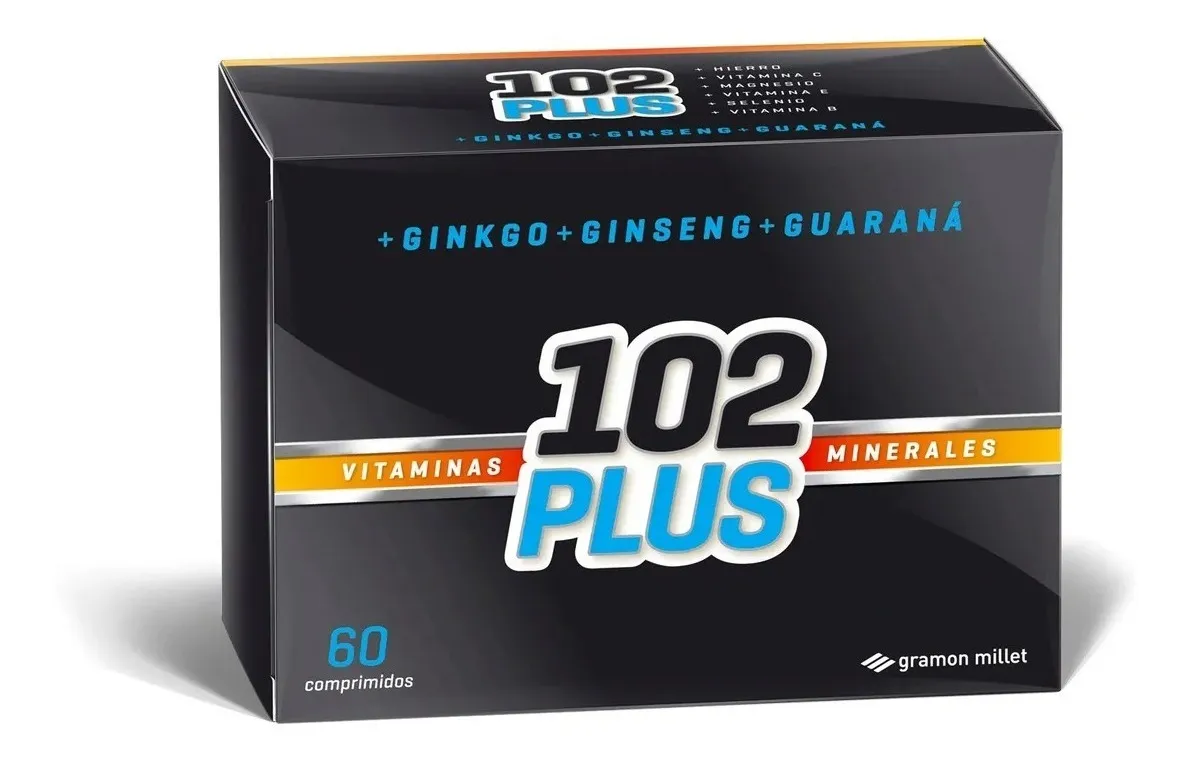 102
PLUS
+ HIERRO
+ VITAMINA C
+ MAGNESIO
+ VITAMINA E
+ SELENIO
+ VITAMINA B
+GINKGO+GINSENG+GUARANÁ
+GINKGO+GINSENG+GUARANÁ
102
PLUS
VITAMINAS
MINERALES
60
comprimidos
gramon millet